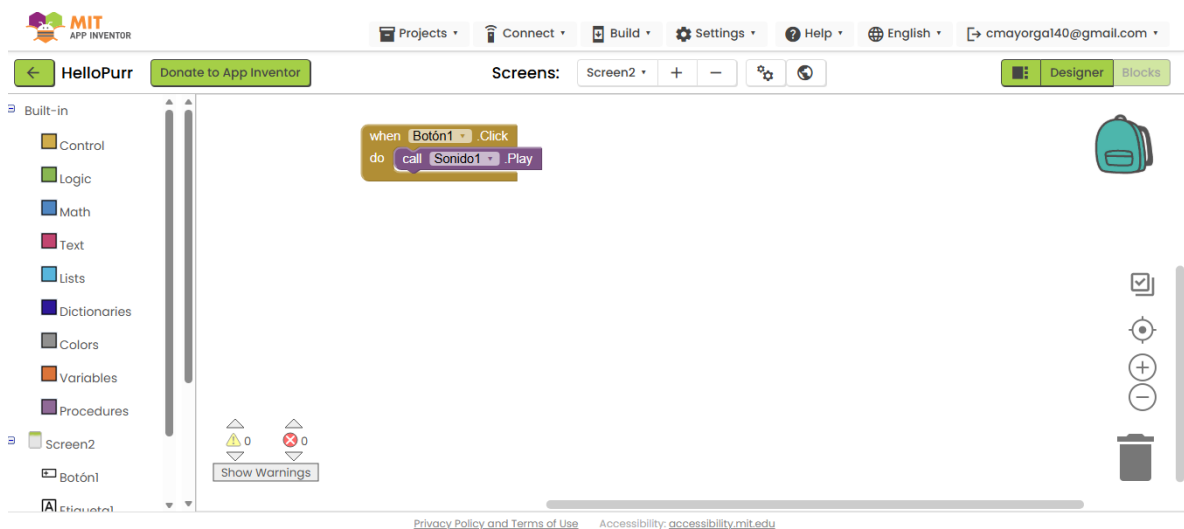 MIT
APP INVENTOR
Projects
Connect
Build
Settings
Help
English
cmayorga140@gmail.com
HelloPurr
Donate to App Inventor
Screens:
Screen2
Designer
Blocks
Built-in
Control
Logic
Math
Text
Lists
Dictionaries
Colors
Variables
Procedures
Screen2
Botón1
Etiqueta1
when Botón1 .Click
do call Sonido1 .Play
0 0
Show Warnings
Privacy Policy and Terms of Use Accessibility: accessibility.mit.edu